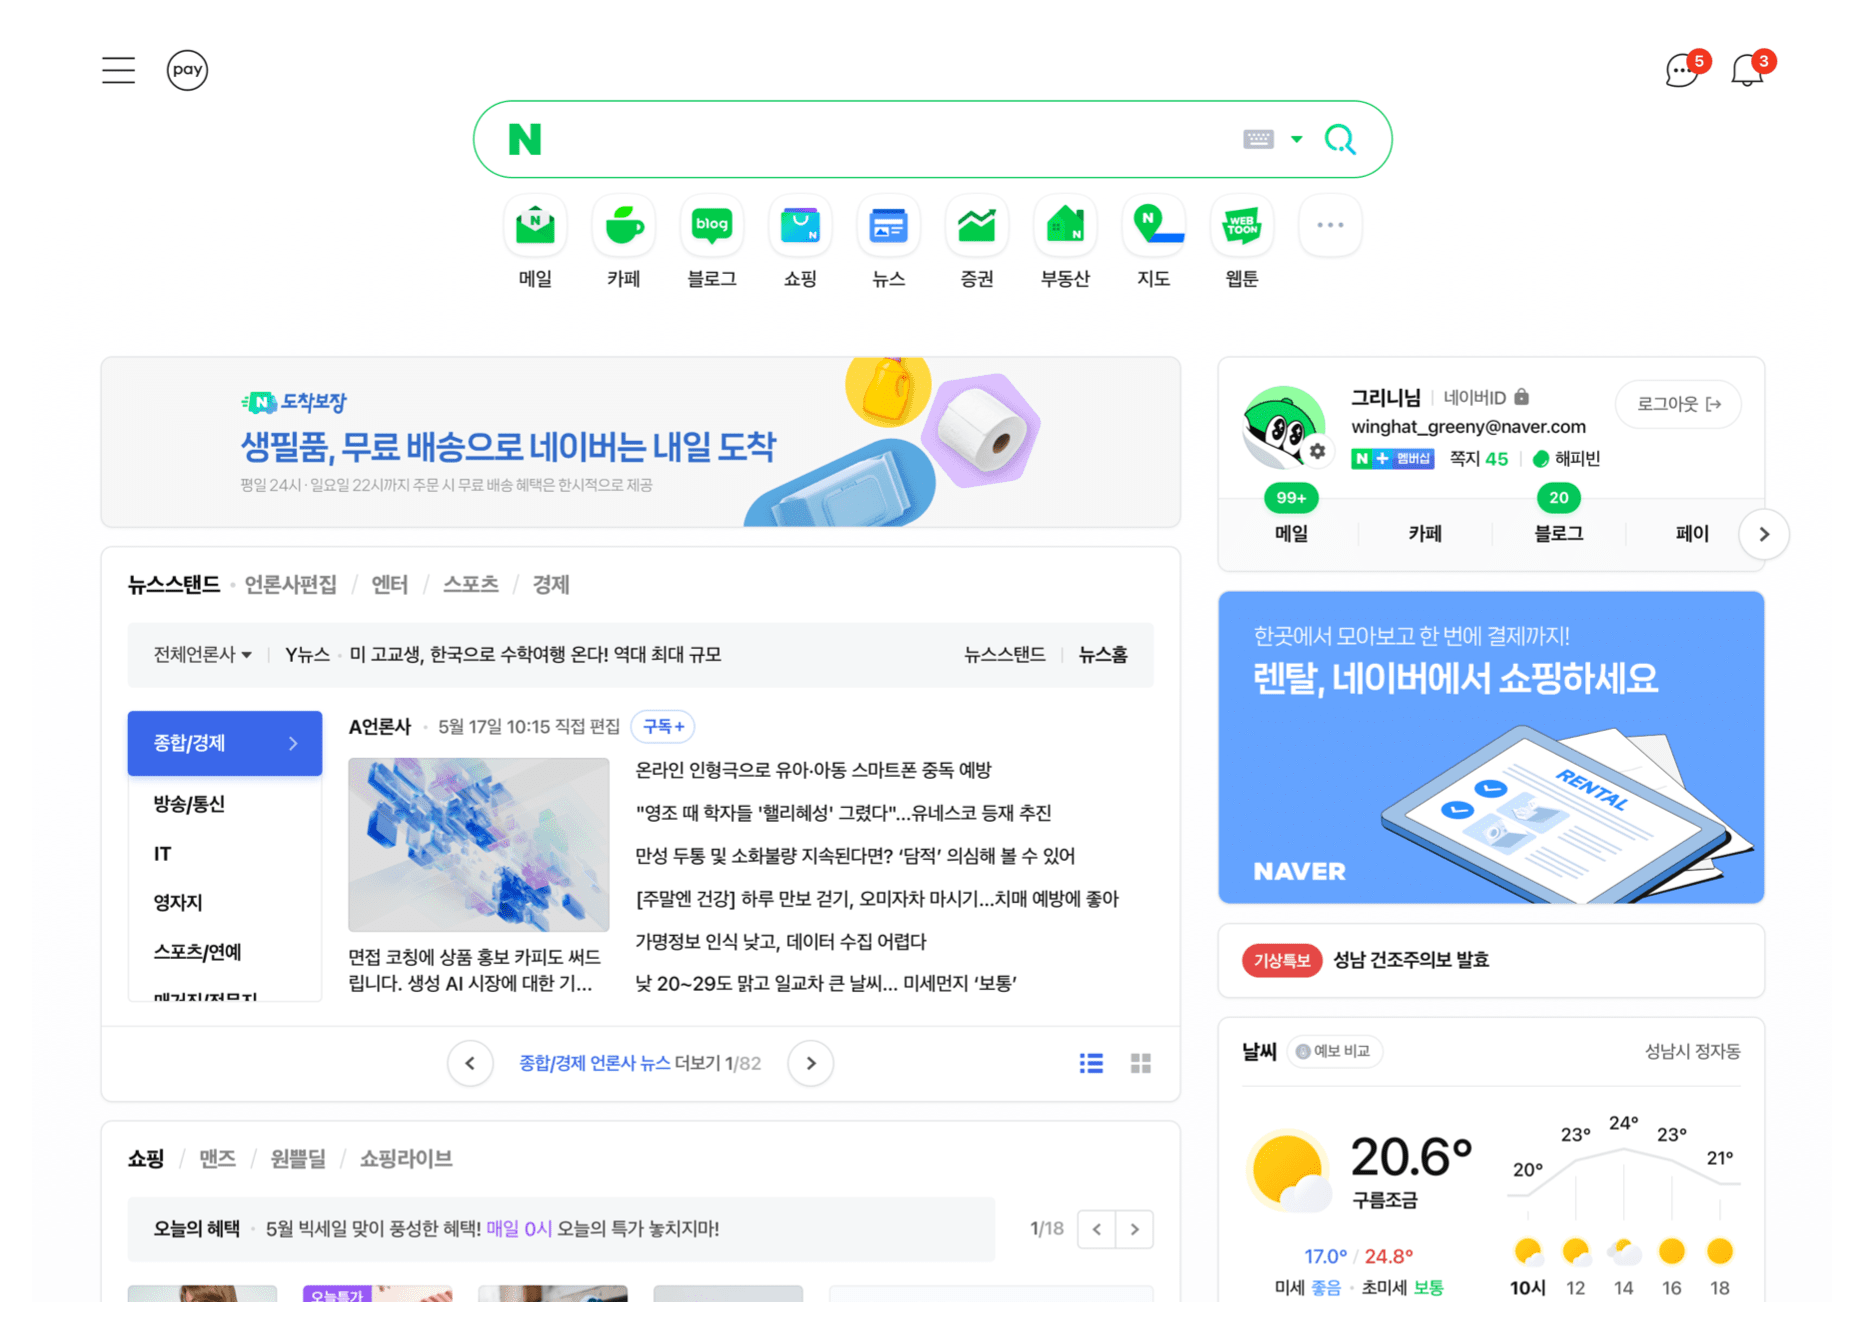 pay
5
3
N
메일
카페
blog
블로그
쇼핑
뉴스
증권
부동산
지도
WEB
TOON
웹툰
N 도착보장
생필품, 무료 배송으로 네이버는 내일 도착
평일 24시 · 일요일 22시까지 주문 시 무료 배송 혜택은 한시적으로 제공
그리니님 네이버ID
로그아웃
winghat_greeny@naver.com
N + 멤버십 쪽지 45 해피빈
99+
20
메일 카페 블로그 페이
뉴스스탠드 · 언론사편집 / 엔터 / 스포츠 / 경제
전체언론사 Y뉴스 · 미 고교생, 한국으로 수학여행 온다! 역대 최대 규모
뉴스스탠드 뉴스홈
종합/경제
방송/통신
IT
영자지
스포츠/연예
A언론사 · 5월 17일 10:15 직접 편집 구독+
면접 코칭에 상품 홍보 카피도 써드
립니다. 생성 AI 시장에 대한 기...
온라인 인형극으로 유아·아동 스마트폰 중독 예방
"영조 때 학자들 '핼리혜성' 그렸다"...유네스코 등재 추진
만성 두통 및 소화불량 지속된다면? ‘담적’ 의심해 볼 수 있어
[주말엔 건강] 하루 만보 걷기, 오미자차 마시기...치매 예방에 좋아
가명정보 인식 낮고, 데이터 수집 어렵다
낮 20~29도 맑고 일교차 큰 날씨... 미세먼지 ‘보통’
종합/경제 언론사 뉴스 더보기 1/82
한곳에서 모아보고 한 번에 결제까지!
렌탈, 네이버에서 쇼핑하세요
RENTAL
NAVER
기상특보 성남 건조주의보 발효
날씨 예보 비교
성남시 정자동
20.6°
구름조금
17.0° / 24.8°
미세 좋음 · 초미세 보통
20° 23° 24° 23° 21°
10시 12 14 16 18
쇼핑 / 맨즈 / 원쁠딜 / 쇼핑라이브
오늘의 혜택 · 5월 빅세일 맞이 풍성한 혜택! 매일 0시 오늘의 특가 놓치지마!
1/18
오늘특가